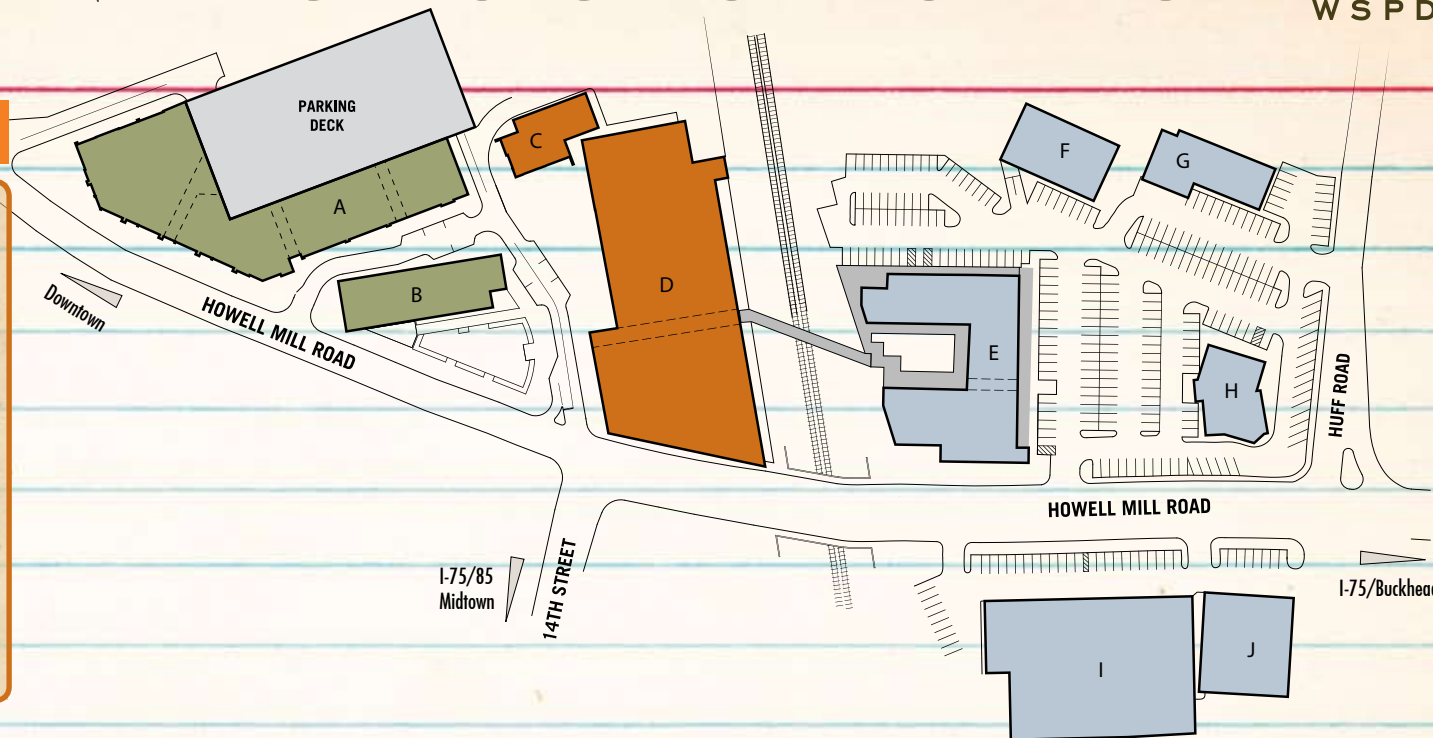 WSPD
PARKING
DECK
C
F
G
A
D
B
Downtown
HOWELL MILL ROAD
E
H
HUFF ROAD
HOWELL MILL ROAD
I-75/85
Midtown
14TH STREET
I-75/Buckhead
I
J